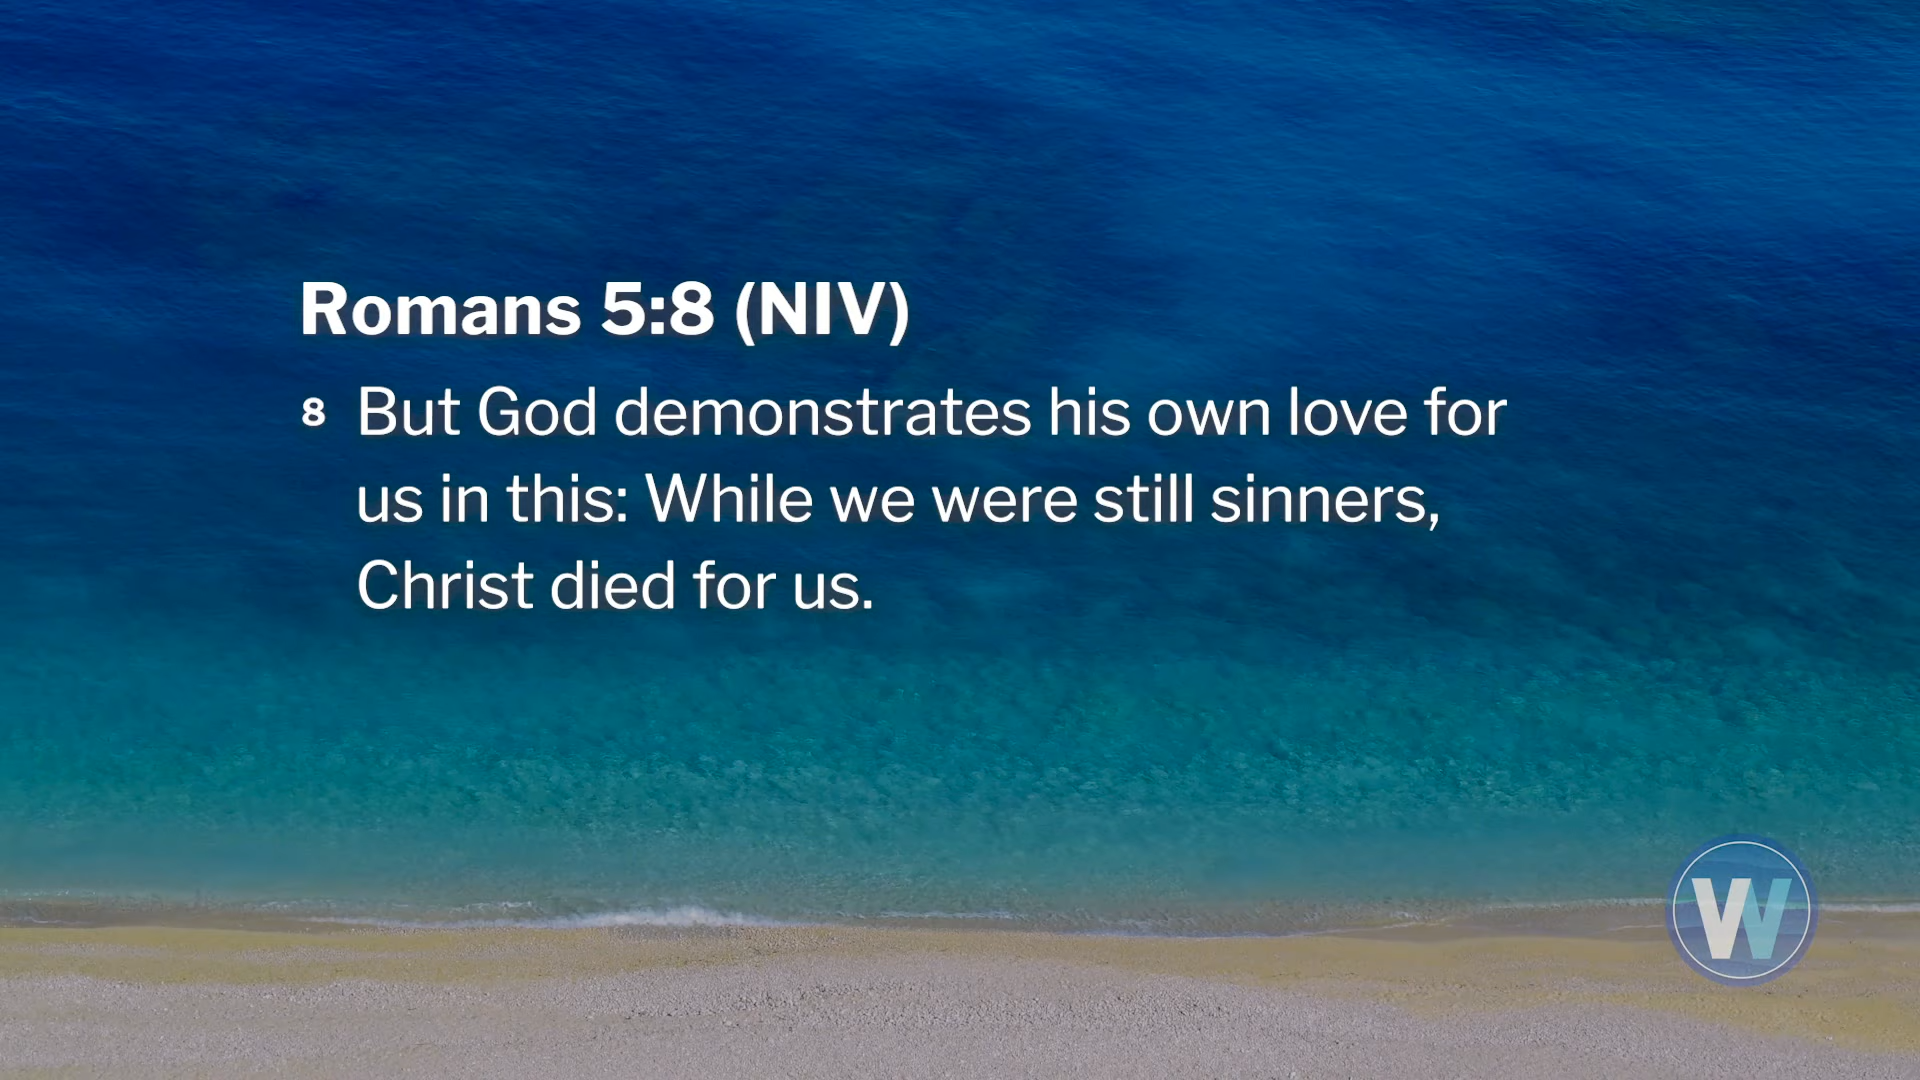 Romans 5:8 (NIV)
8 But God demonstrates his own love for
us in this: While we were still sinners,
Christ died for us.
W